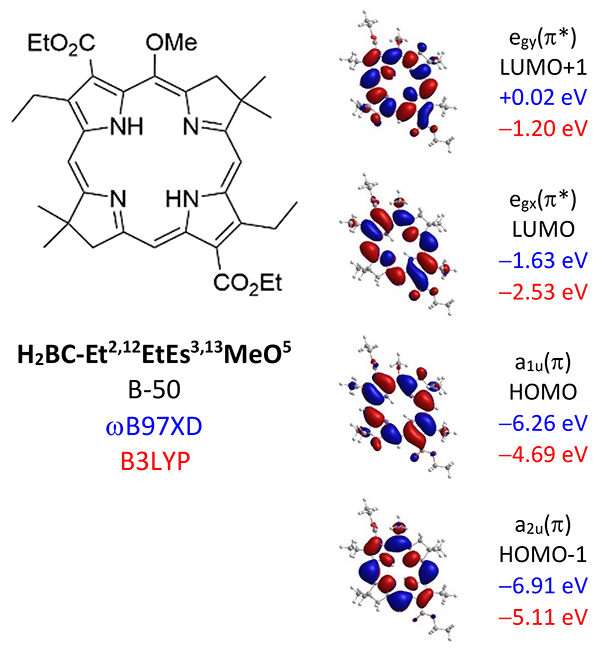 EtO₂C
OMe
NH
N
N
HN
CO₂Et
H₂BC-Et²,¹²EtEs³,¹³MeO⁵
B-50
ωB97XD
B3LYP
egy(π*)
LUMO+1
+0.02 eV
−1.20 eV
egx(π*)
LUMO
−1.63 eV
−2.53 eV
a₁u(π)
HOMO
−6.26 eV
−4.69 eV
a₂u(π)
HOMO-1
−6.91 eV
−5.11 eV